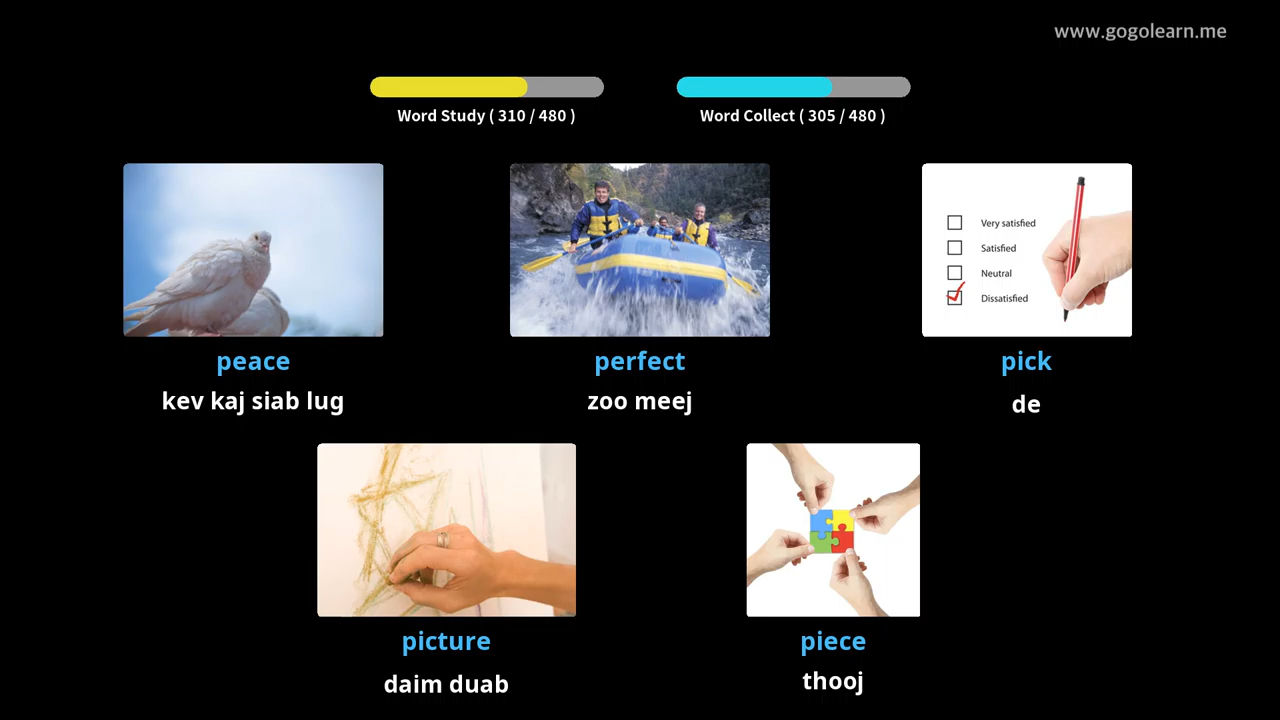 www.gogolearn.me
Word Study ( 310 / 480 )
Word Collect ( 305 / 480 )
Very satisfied
Satisfied
Neutral
Dissatisfied
peace
perfect
pick
kev kaj siab lug
zoo meej
de
picture
piece
daim duab
thooj